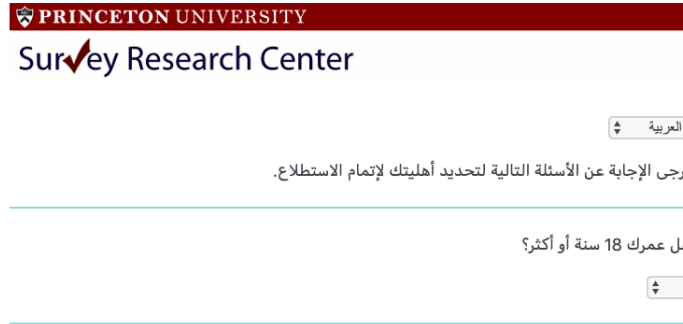 PRINCETON UNIVERSITY
Survey Research Center
العربية
الإجابة عن الأسئلة التالية لتحديد أهليتك لإتمام الاستطلاع.
عمرك 18 سنة أو أكثر؟